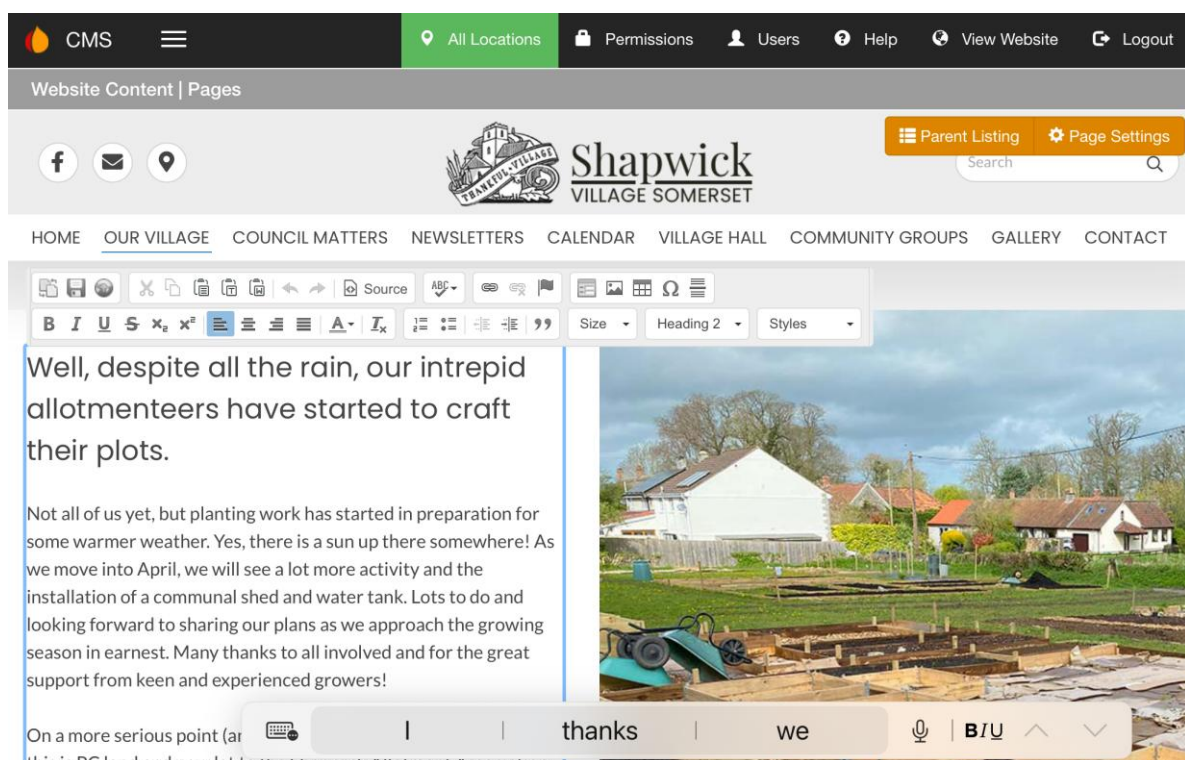 CMS All Locations Permissions Users Help View Website Logout
Website Content | Pages
Parent Listing Page Settings
THANKFUL VILLAGE
Shapwick
VILLAGE SOMERSET
Search
HOME OUR VILLAGE COUNCIL MATTERS NEWSLETTERS CALENDAR VILLAGE HALL COMMUNITY GROUPS GALLERY CONTACT
Source ABC Ω
B I U S x₂ x² A Iₓ Size Heading 2 Styles
Well, despite all the rain, our intrepid
allotmenteers have started to craft
their plots.
Not all of us yet, but planting work has started in preparation for
some warmer weather. Yes, there is a sun up there somewhere! As
we move into April, we will see a lot more activity and the
installation of a communal shed and water tank. Lots to do and
looking forward to sharing our plans as we approach the growing
season in earnest. Many thanks to all involved and for the great
support from keen and experienced growers!
On a more serious point
I thanks we BIU